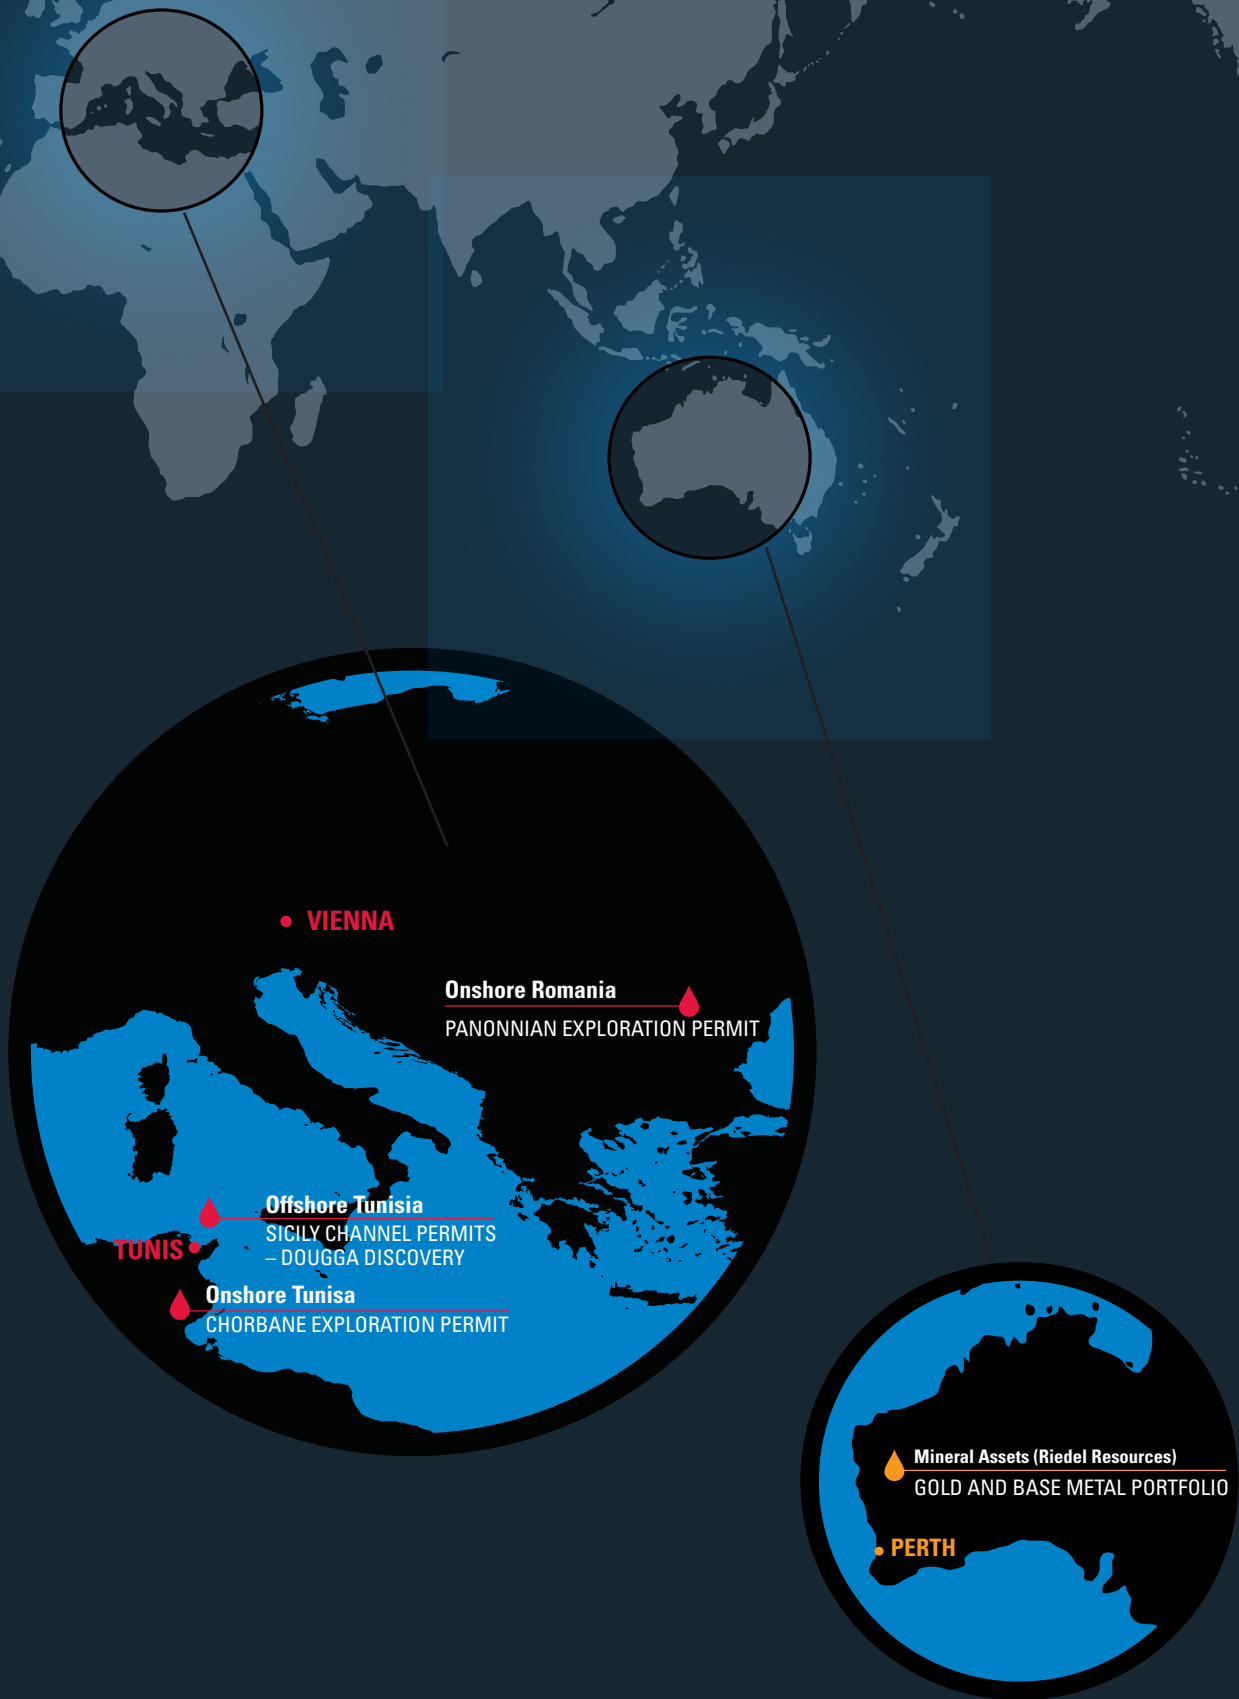 VIENNA
Onshore Romania
PANONNIAN EXPLORATION PERMIT
Offshore Tunisia
SICILY CHANNEL PERMITS
– DOUGGA DISCOVERY
TUNIS
Onshore Tunisa
CHORBANE EXPLORATION PERMIT
Mineral Assets (Riedel Resources)
GOLD AND BASE METAL PORTFOLIO
PERTH